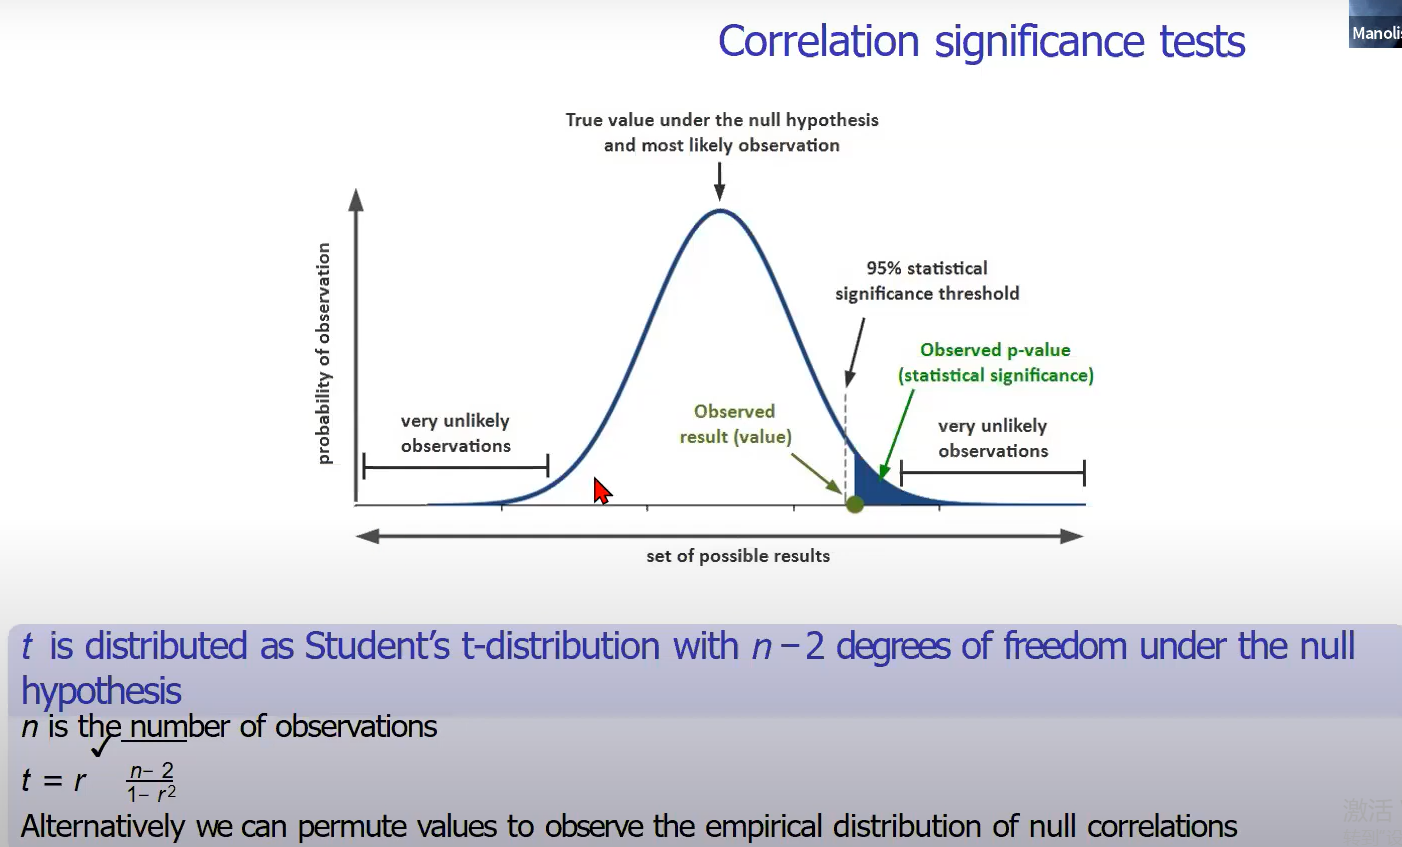 Correlation significance tests
Manolis
True value under the null hypothesis
and most likely observation
probability of observation
95% statistical
significance threshold
Observed p-value
(statistical significance)
Observed
result (value)
very unlikely
observations
very unlikely
observations
set of possible results
t is distributed as Student’s t-distribution with n − 2 degrees of freedom under the null
hypothesis
n is the number of observations
t = r √ n− 2 / 1− r²
Alternatively we can permute values to observe the empirical distribution of null correlations
激活